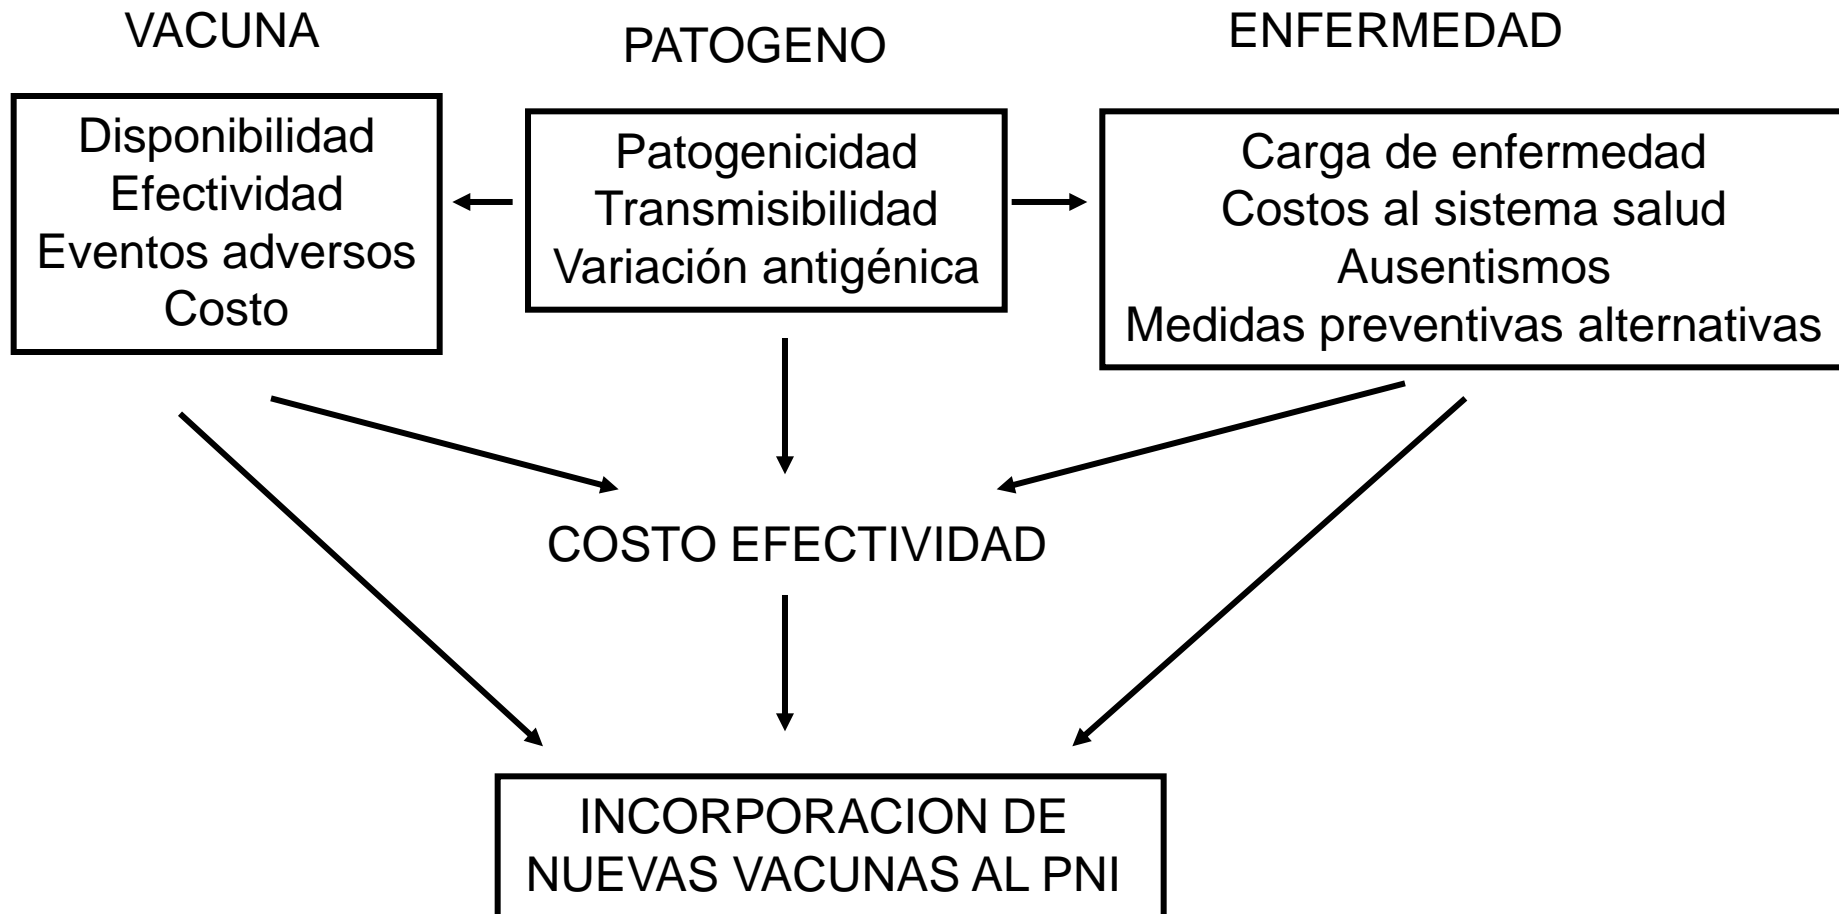 VACUNA
Disponibilidad
Efectividad
Eventos adversos
Costo
PATOGENO
Patogenicidad
Transmisibilidad
Variación antigénica
ENFERMEDAD
Carga de enfermedad
Costos al sistema salud
Ausentismos
Medidas preventivas alternativas
COSTO EFECTIVIDAD
INCORPORACION DE
NUEVAS VACUNAS AL PNI